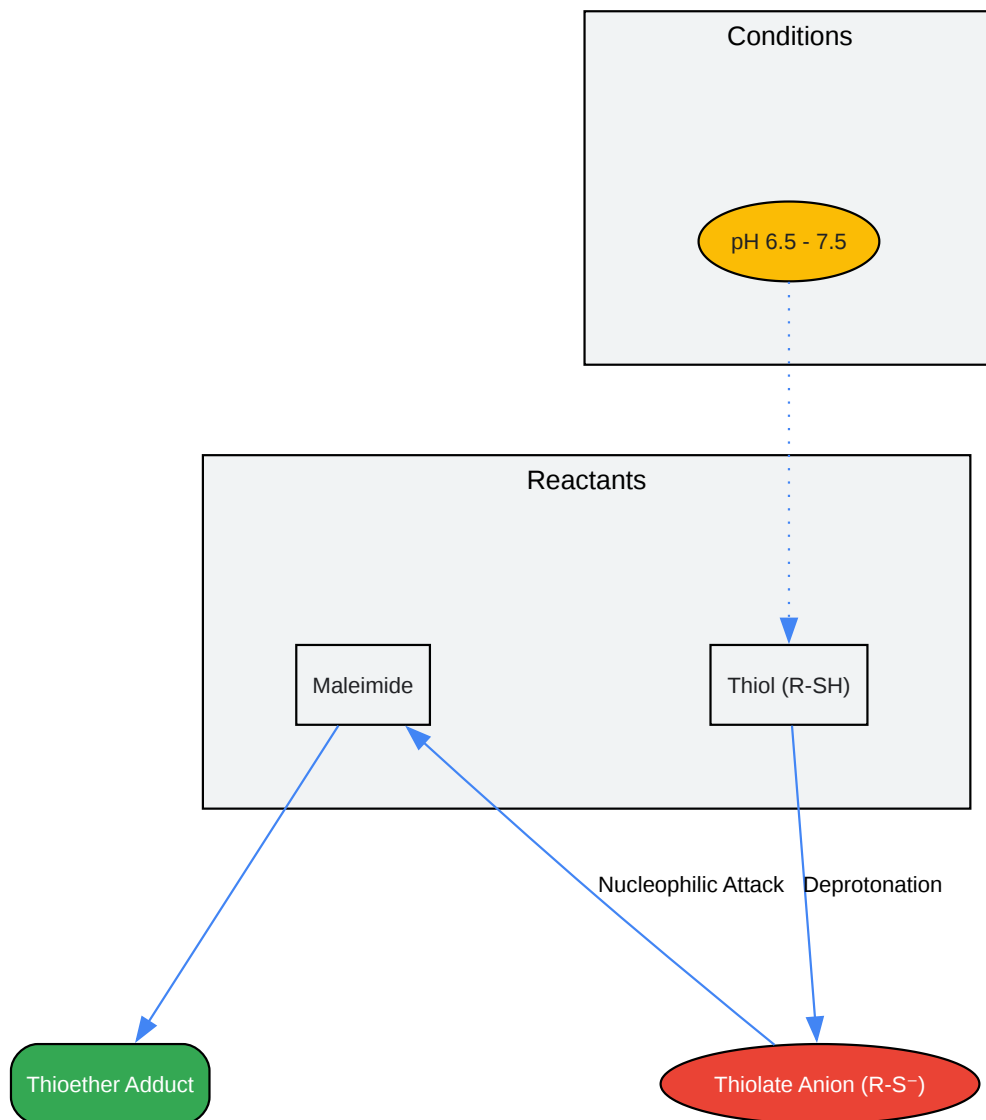 Conditions
pH 6.5 - 7.5
Reactants
Maleimide
Thiol (R-SH)
Nucleophilic Attack
Deprotonation
Thioether Adduct
Thiolate Anion (R-S⁻)